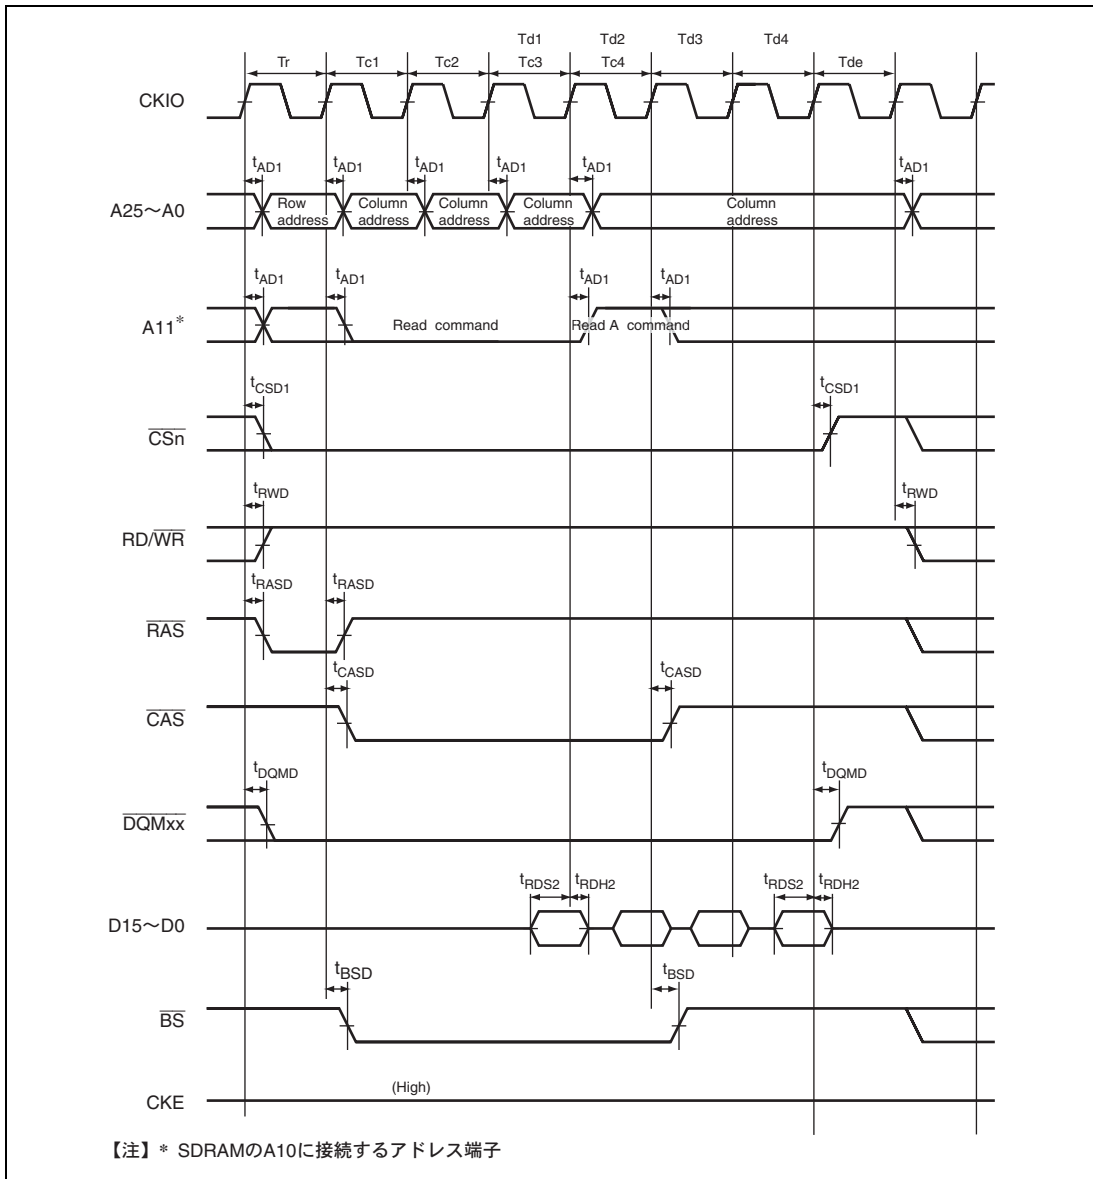 Td1 Td2 Td3 Td4
Tr Tc1 Tc2 Tc3 Tc4 Tde
CKIO
tAD1 tAD1 tAD1 tAD1 tAD1 tAD1
A25～A0
Row address
Column address
Column address
Column address
Column address
tAD1 tAD1 tAD1 tAD1
A11*
Read command
Read A command
tCSD1 tCSD1
CSn
tRWD tRWD
RD/WR
tRASD tRASD
RAS
tCASD tCASD
CAS
tDQMD tDQMD
DQMxx
tRDS2 tRDH2 tRDS2 tRDH2
D15～D0
tBSD tBSD
BS
(High)
CKE
【注】* SDRAMのA10に接続するアドレス端子